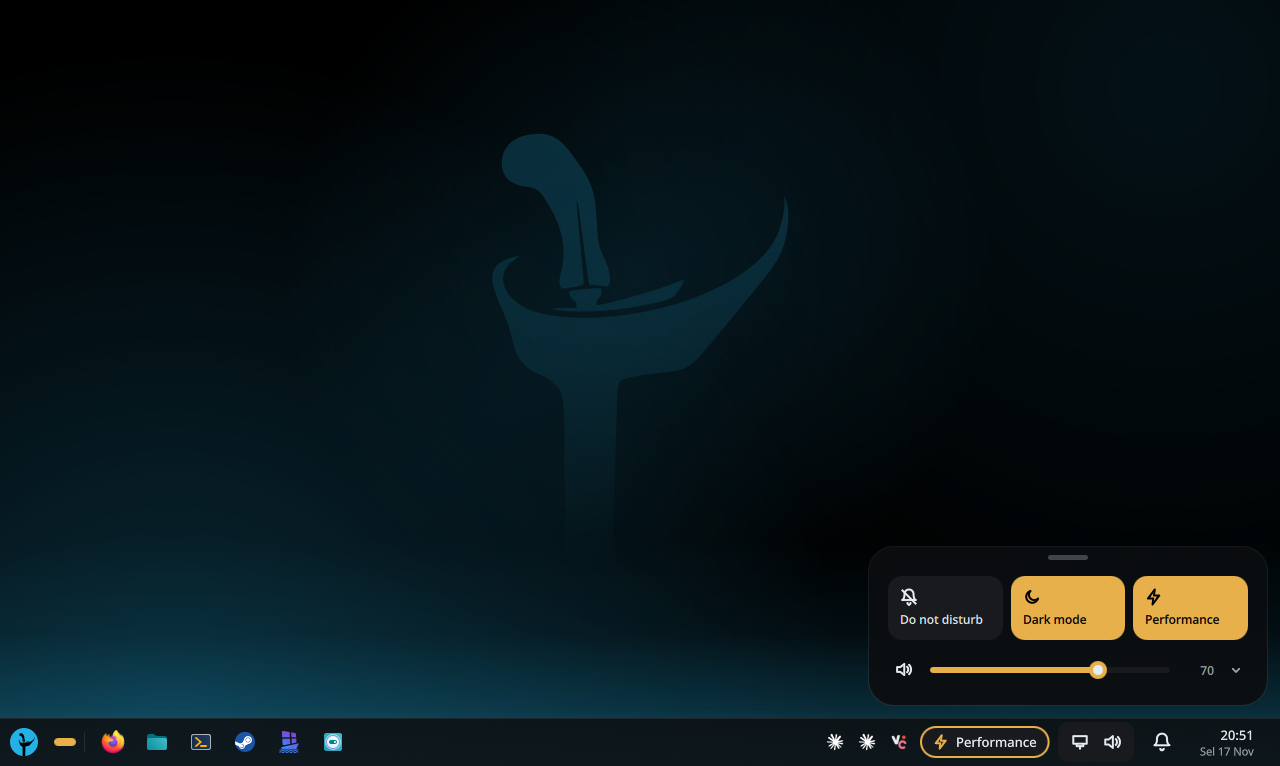 Do not disturb
Dark mode
Performance
70
Performance
20:51
Sel 17 Nov